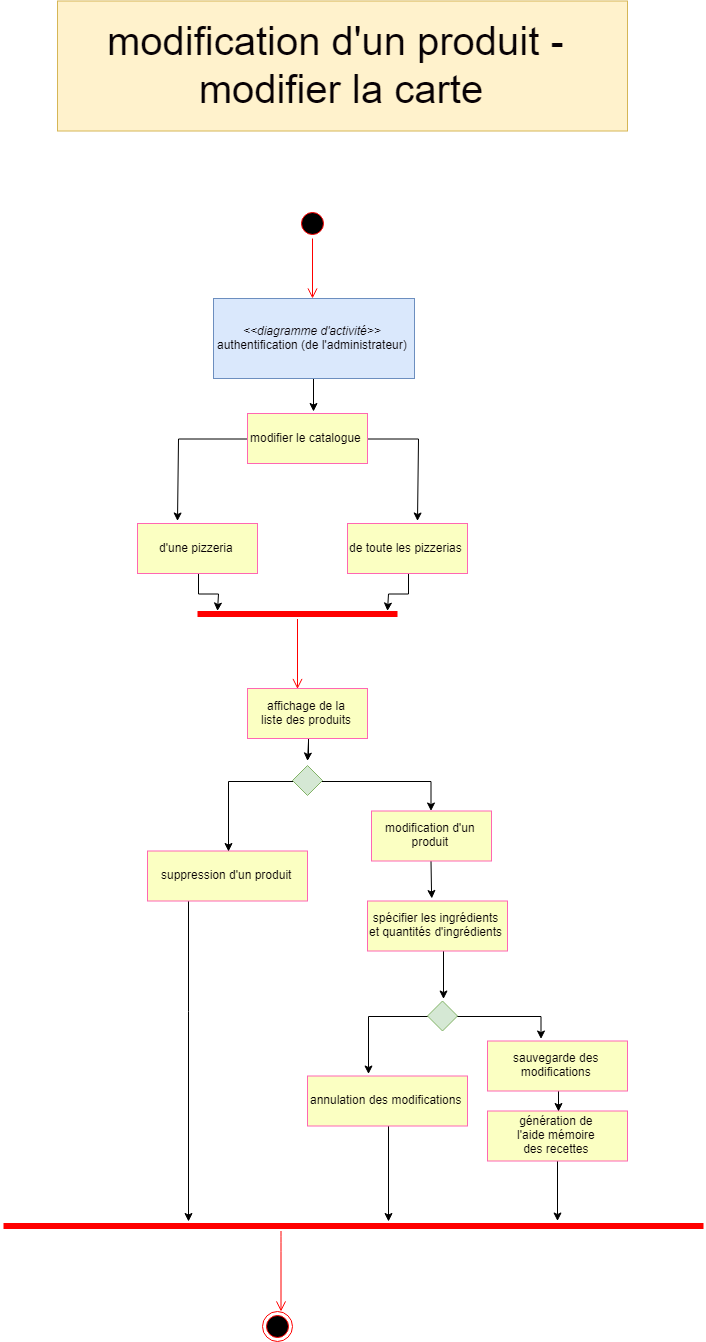 modification d'un produit -
modifier la carte
<<diagramme d'activité>>
authentification (de l'administrateur)
modifier le catalogue
d'une pizzeria
de toute les pizzerias
affichage de la
liste des produits
modification d'un
produit
suppression d'un produit
spécifier les ingrédients
et quantités d'ingrédients
sauvegarde des
modifications
annulation des modifications
génération de
l'aide mémoire
des recettes